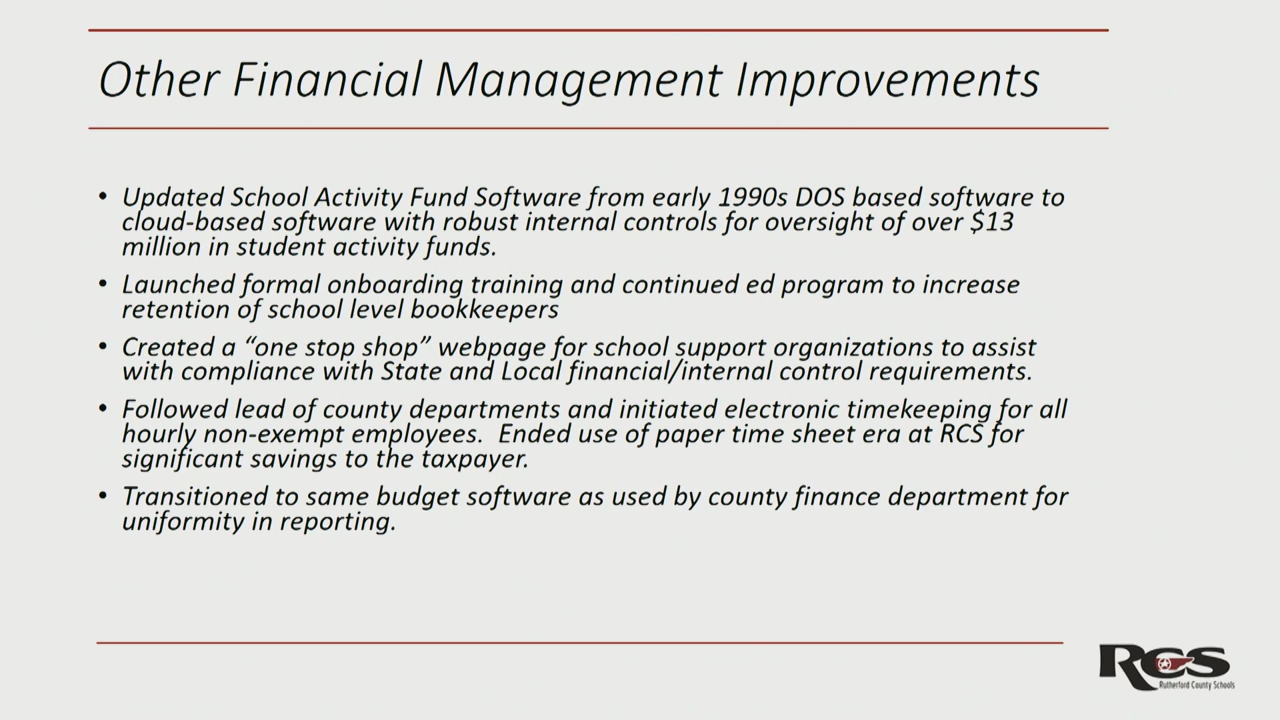 Other Financial Management Improvements
• Updated School Activity Fund Software from early 1990s DOS based software to
cloud-based software with robust internal controls for oversight of over $13
million in student activity funds.
• Launched formal onboarding training and continued ed program to increase
retention of school level bookkeepers
• Created a “one stop shop” webpage for school support organizations to assist
with compliance with State and Local financial/internal control requirements.
• Followed lead of county departments and initiated electronic timekeeping for all
hourly non-exempt employees.  Ended use of paper time sheet era at RCS for
significant savings to the taxpayer.
• Transitioned to same budget software as used by county finance department for
uniformity in reporting.
RCS
Rutherford County Schools